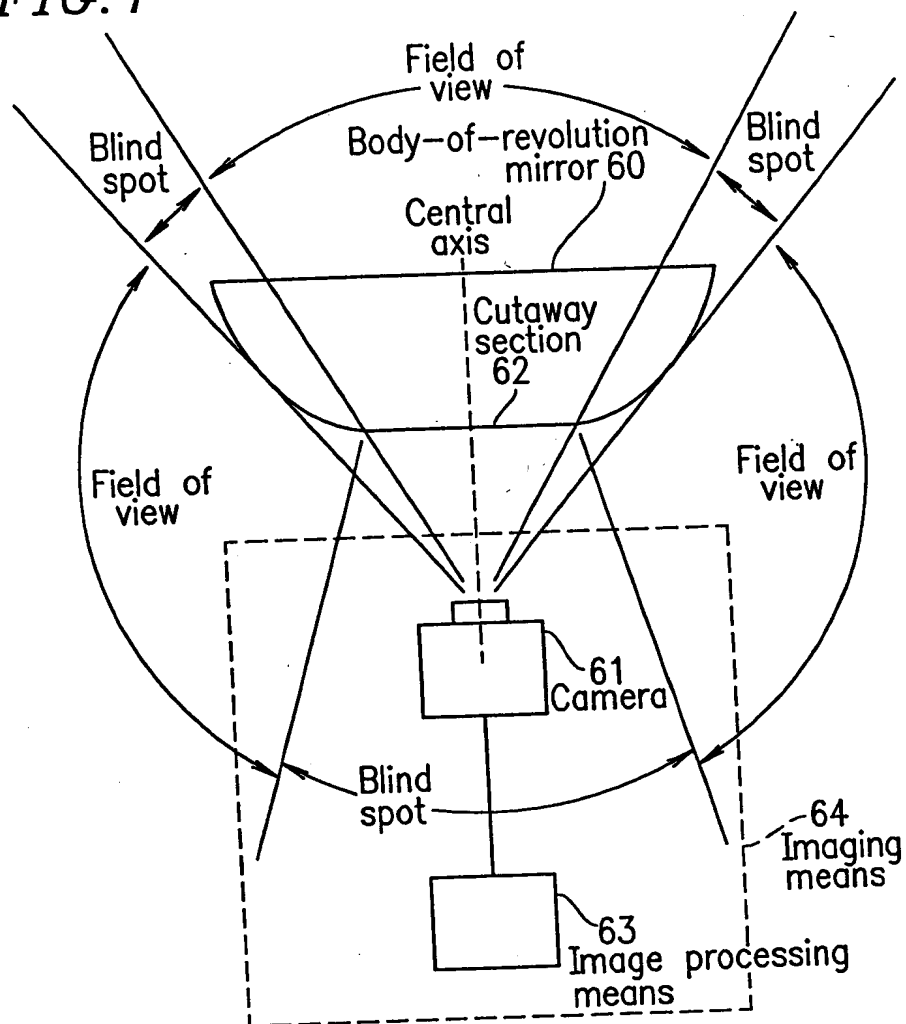 FIG. 7
Field of
view
Blind
spot
Body-of-revolution
mirror 60
Blind
spot
Central
axis
Cutaway
section
62
Field of
view
Field of
view
61
Camera
Blind
spot
64
Imaging
means
63
Image processing
means